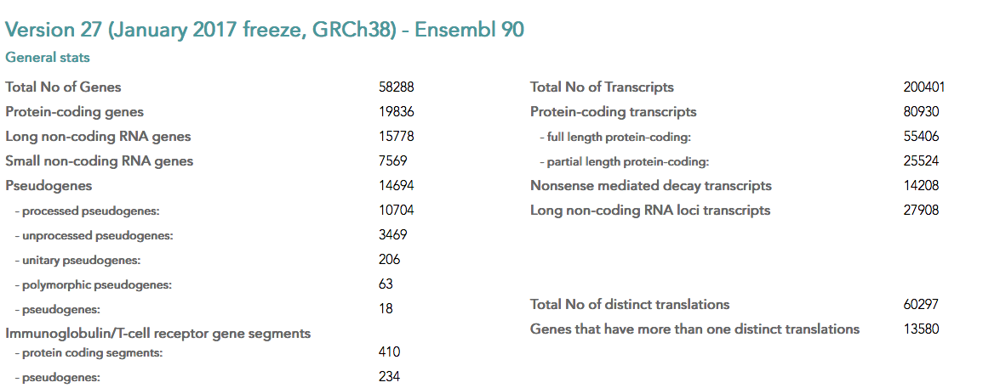 Version 27 (January 2017 freeze, GRCh38) - Ensembl 90
General stats
Total No of Genes 58288
Protein-coding genes 19836
Long non-coding RNA genes 15778
Small non-coding RNA genes 7569
Pseudogenes 14694
- processed pseudogenes: 10704
- unprocessed pseudogenes: 3469
- unitary pseudogenes: 206
- polymorphic pseudogenes: 63
- pseudogenes: 18
Immunoglobulin/T-cell receptor gene segments
- protein coding segments: 410
- pseudogenes: 234
Total No of Transcripts 200401
Protein-coding transcripts 80930
- full length protein-coding: 55406
- partial length protein-coding: 25524
Nonsense mediated decay transcripts 14208
Long non-coding RNA loci transcripts 27908
Total No of distinct translations 60297
Genes that have more than one distinct translations 13580